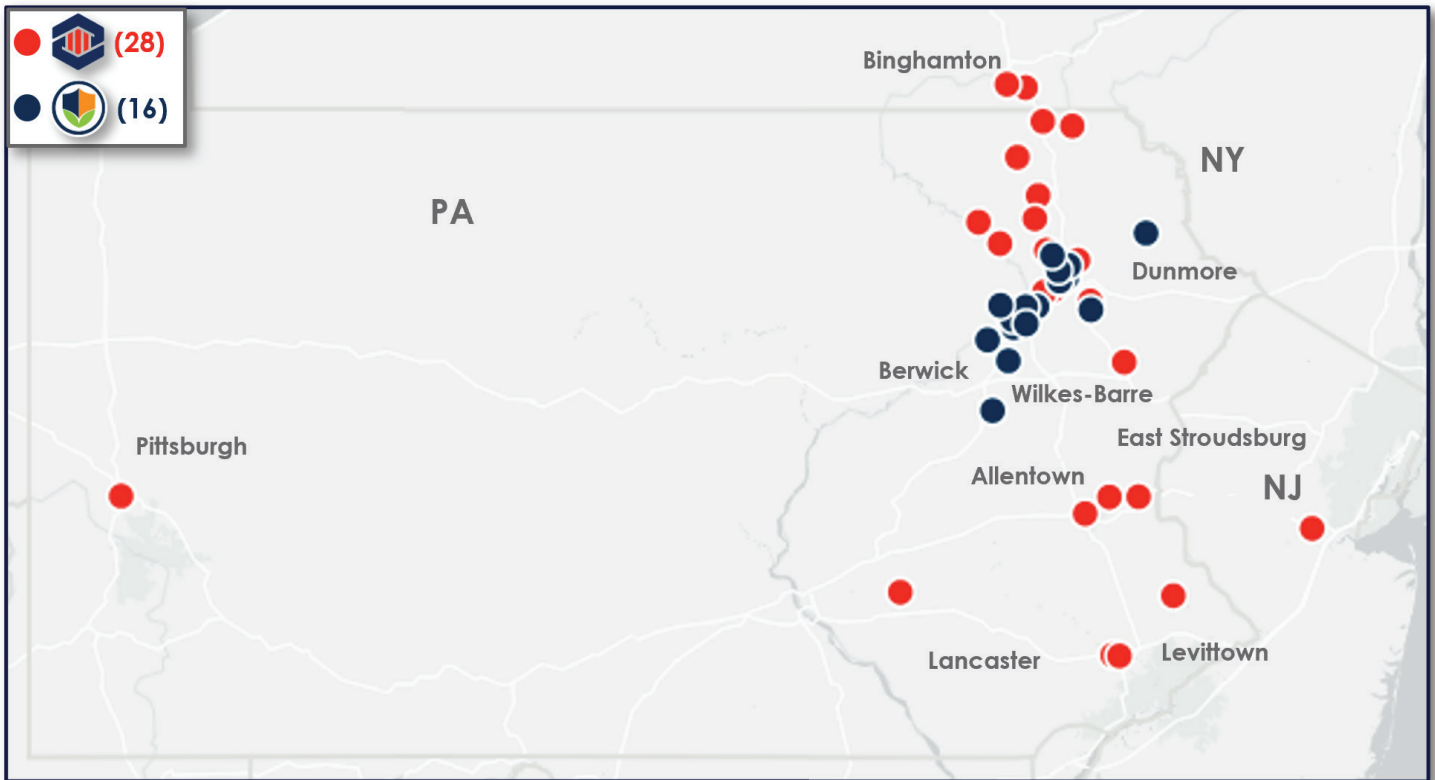 (28)
(16)
Binghamton
NY
PA
Dunmore
Berwick
Wilkes-Barre
East Stroudsburg
Pittsburgh
Allentown
NJ
Lancaster
Levittown